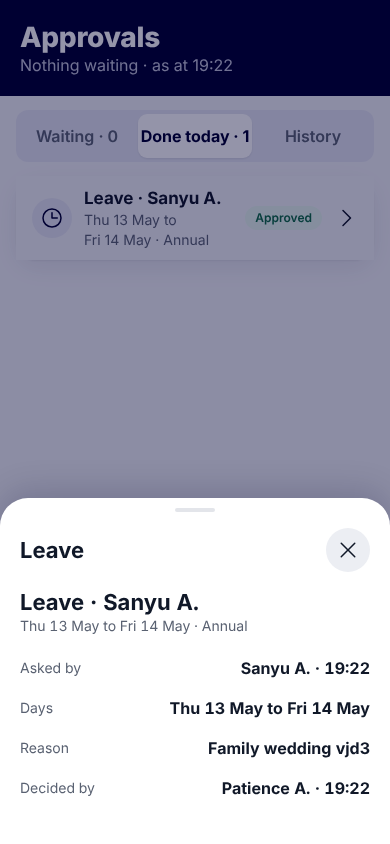 Approvals
Nothing waiting · as at 19:22
Waiting · 0
Done today · 1
History
Leave · Sanyu A.
Thu 13 May to
Fri 14 May · Annual
Approved
Leave
Leave · Sanyu A.
Thu 13 May to Fri 14 May · Annual
Asked by
Sanyu A. · 19:22
Days
Thu 13 May to Fri 14 May
Reason
Family wedding vjd3
Decided by
Patience A. · 19:22